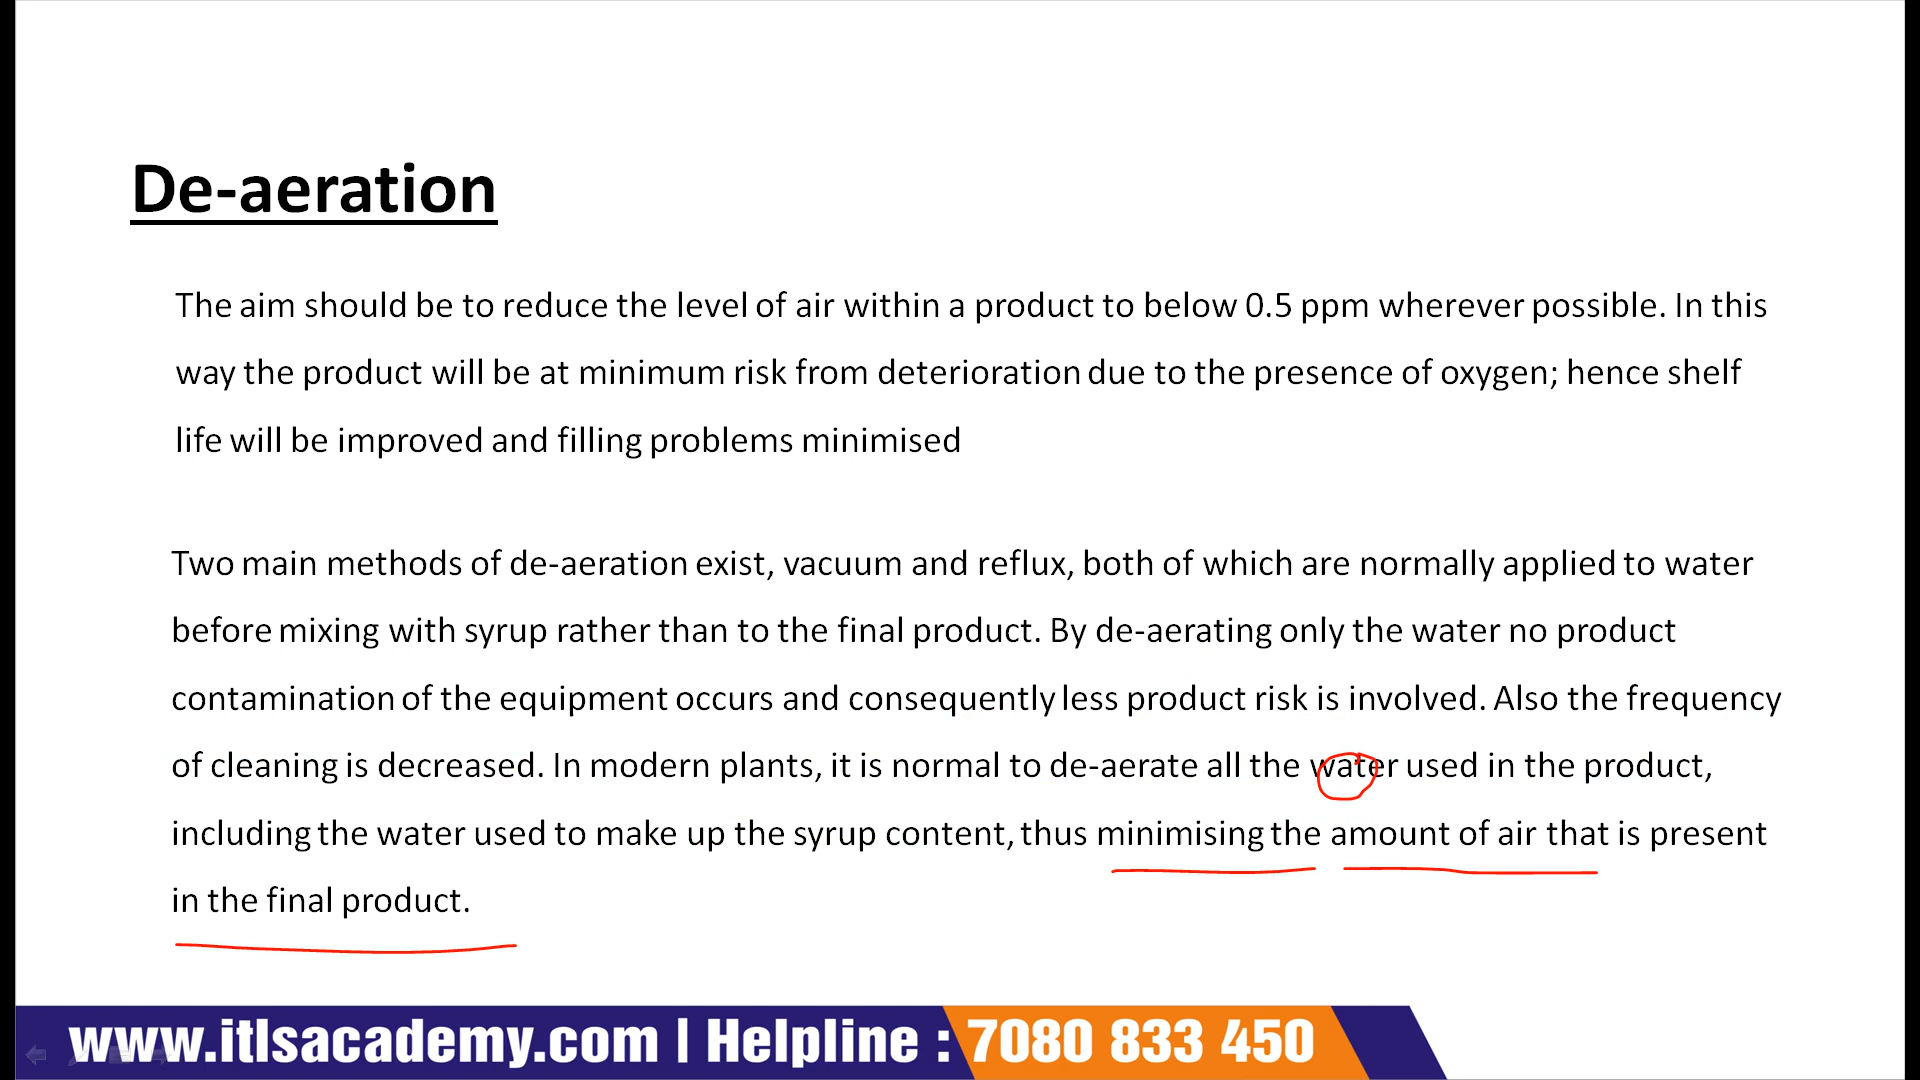 De-aeration
The aim should be to reduce the level of air within a product to below 0.5 ppm wherever possible. In this
way the product will be at minimum risk from deterioration due to the presence of oxygen; hence shelf
life will be improved and filling problems minimised
Two main methods of de-aeration exist, vacuum and reflux, both of which are normally applied to water
before mixing with syrup rather than to the final product. By de-aerating only the water no product
contamination of the equipment occurs and consequently less product risk is involved. Also the frequency
of cleaning is decreased. In modern plants, it is normal to de-aerate all the water used in the product,
including the water used to make up the syrup content, thus minimising the amount of air that is present
in the final product.
www.itlsacademy.com | Helpline : 7080 833 450